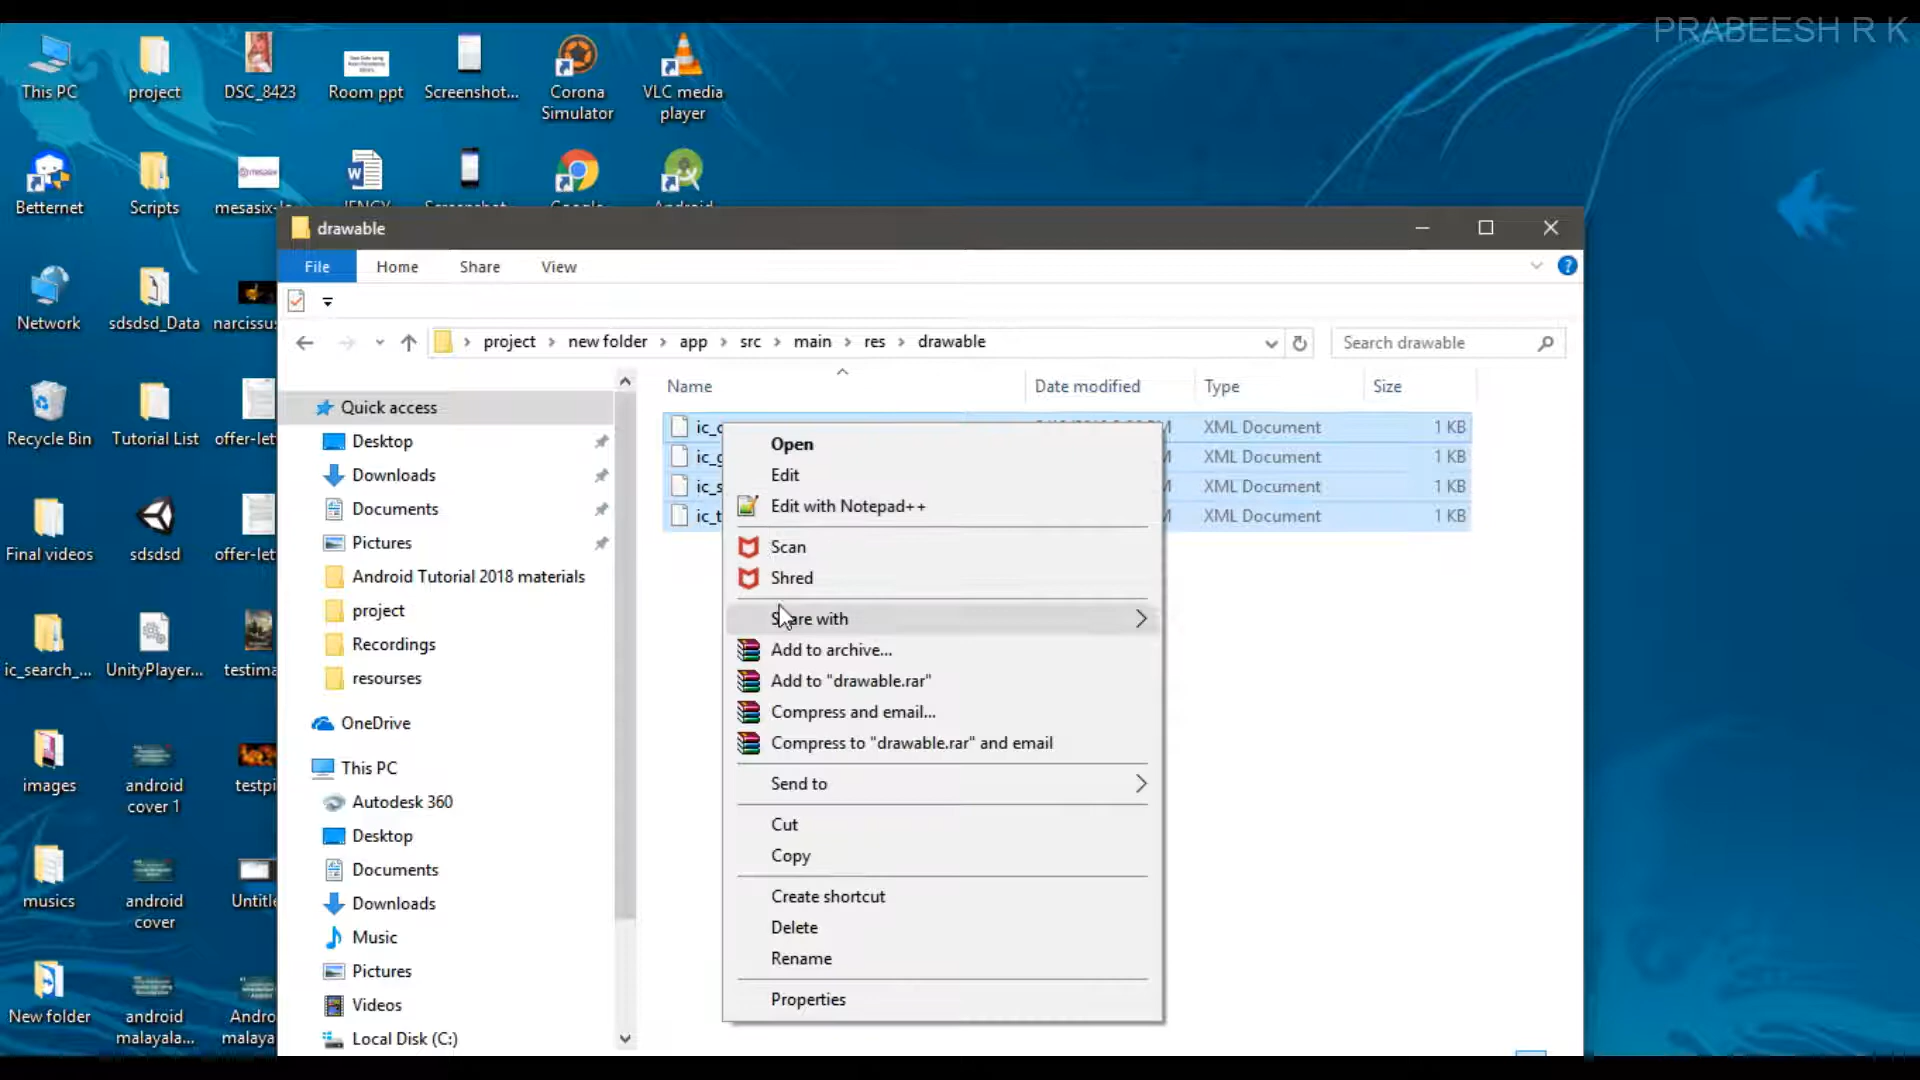 PRABEESH R K
This PC
project
DSC_8423
Room ppt
Screenshot...
Corona
Simulator
VLC media
player
Betternet
Scripts
mesasix-
Network
sdsdsd_Data
narcissu
Recycle Bin
Tutorial List
offer-let
Final videos
sdsdsd
offer-let
ic_search_...
UnityPlayer...
testima
images
android
cover 1
testpi
musics
android
cover
Untitle
New folder
android
malayala...
Andro
malaya
drawable
File
Home
Share
View
project
new folder
app
src
main
res
drawable
Search drawable
Name
Date modified
Type
Size
Quick access
Desktop
Downloads
Documents
Pictures
Android Tutorial 2018 materials
project
Recordings
resourses
OneDrive
This PC
Autodesk 360
Desktop
Documents
Downloads
Music
Pictures
Videos
Local Disk (C:)
ic_c
XML Document
1 KB
ic_g
XML Document
1 KB
ic_s
XML Document
1 KB
ic_t
XML Document
1 KB
Open
Edit
Edit with Notepad++
Scan
Shred
Share with
Add to archive...
Add to "drawable.rar"
Compress and email...
Compress to "drawable.rar" and email
Send to
Cut
Copy
Create shortcut
Delete
Rename
Properties